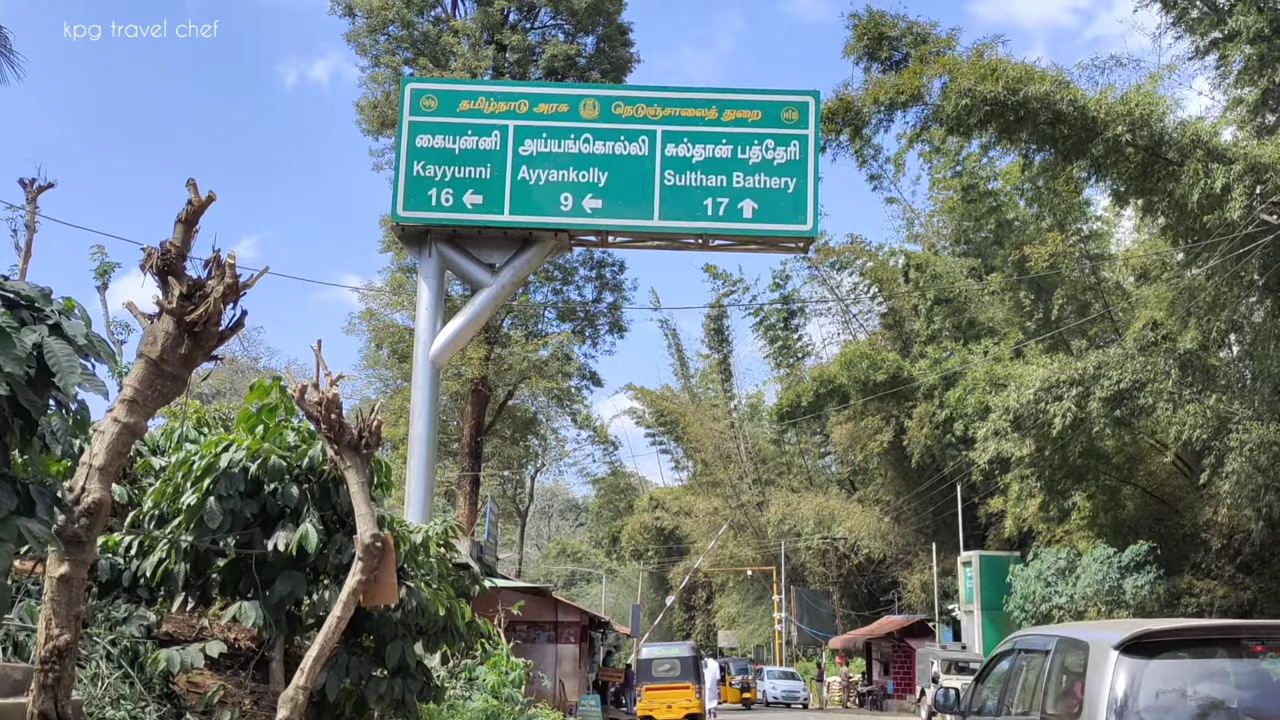 kpg travel chef
தமிழ்நாடு அரசு நெடுஞ்சாலைத் துறை
கையுன்னி
Kayyunni
16
அய்யங்கொல்லி
Ayyankolly
9
சுல்தான் பத்தேரி
Sulthan Bathery
17